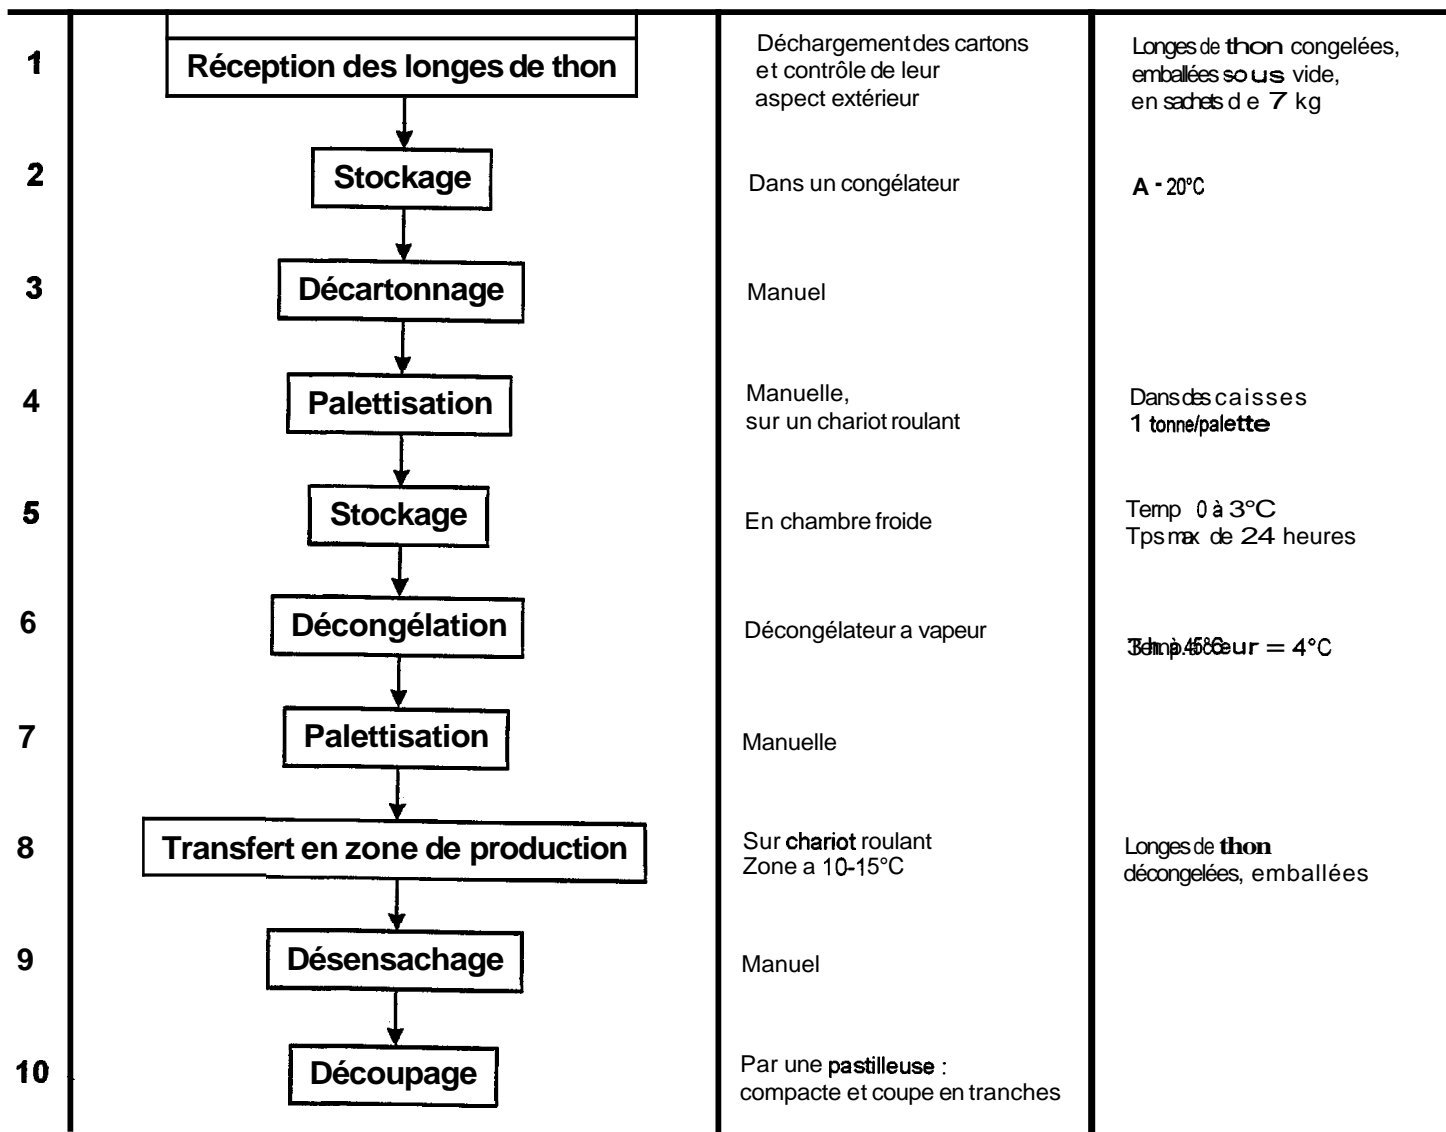 1
Réception des longes de thon
Déchargement des cartons
et contrôle de leur
aspect extérieur
Longes de thon congelées,
emballées sous vide,
en sachets de 7 kg
2
Stockage
Dans un congélateur
A - 20°C
3
Décartonnage
Manuel
4
Palettisation
Manuelle,
sur un chariot roulant
Dans des caisses
1 tonne/palette
5
Stockage
En chambre froide
Temp 0 à 3°C
Tps max de 24 heures
6
Décongélation
Décongélateur a vapeur
= 4°C
7
Palettisation
Manuelle
8
Transfert en zone de production
Sur chariot roulant
Zone a 10-15°C
Longes de thon
décongelées, emballées
9
Désensachage
Manuel
10
Découpage
Par une pastilleuse :
compacte et coupe en tranches